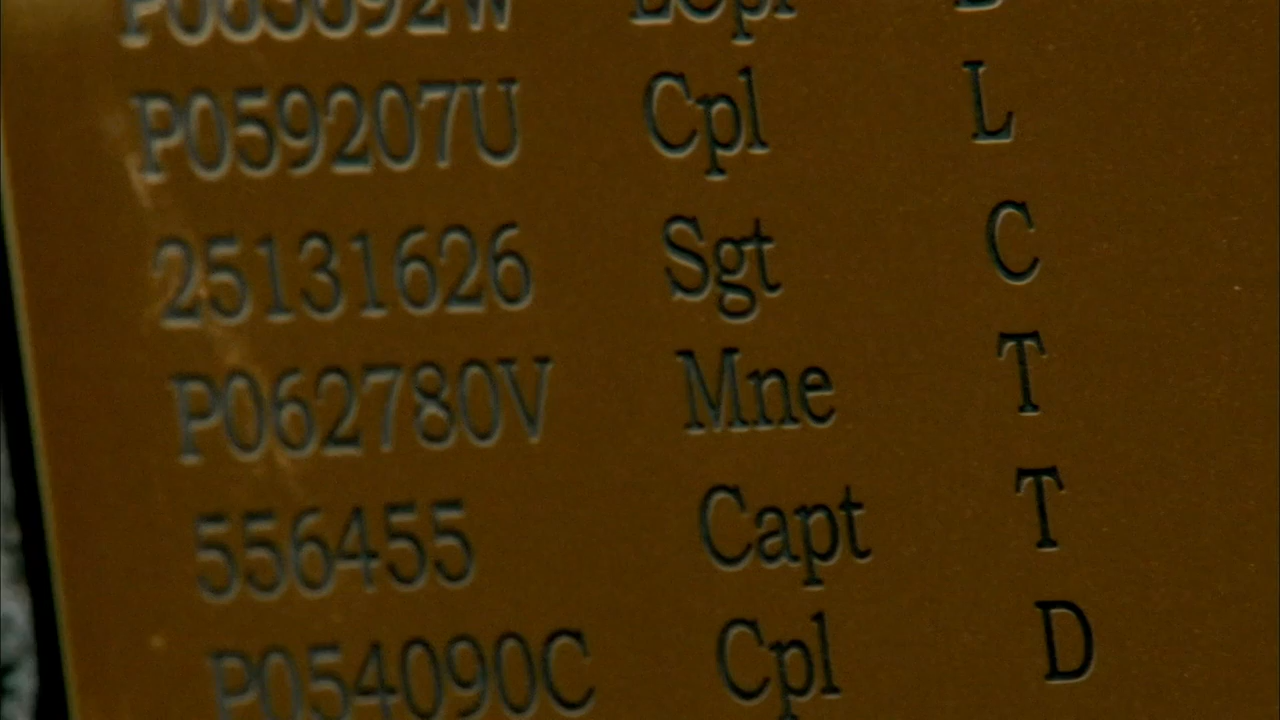 P059207U Cpl L
25131626 Sgt C
P062780V Mne T
556455 Capt T
P054090C Cpl D